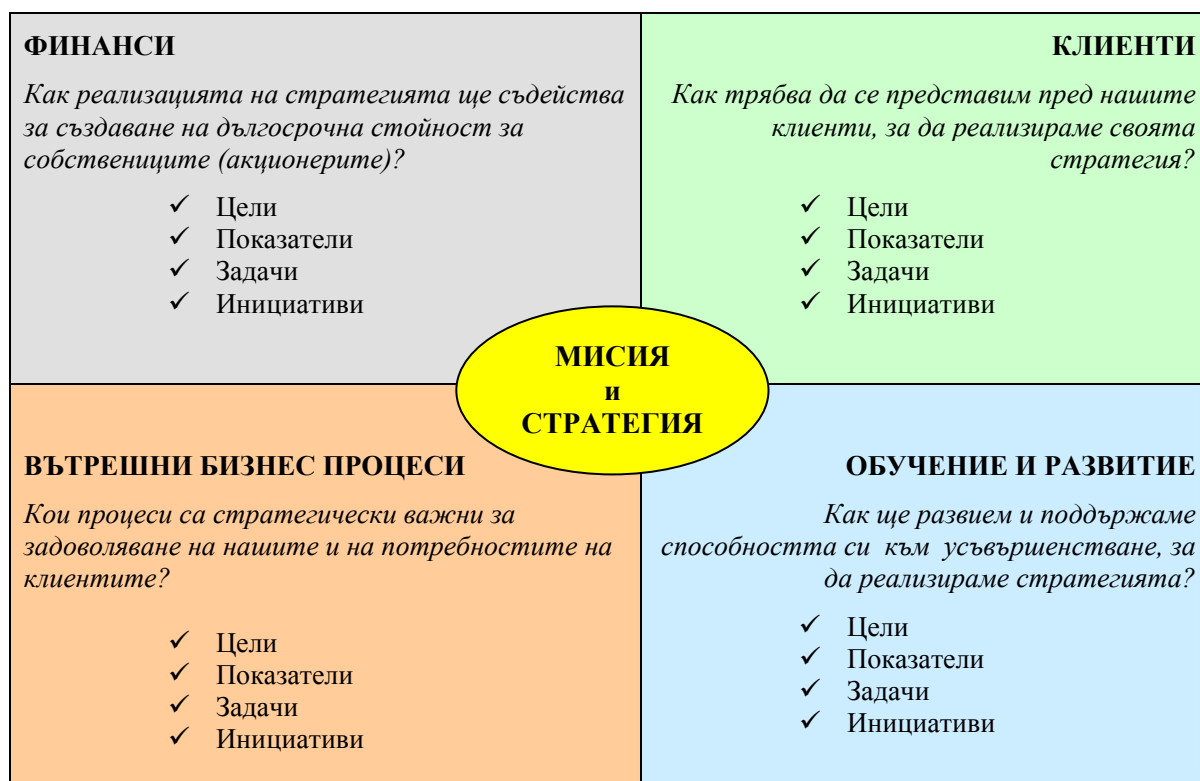 ФИНАНСИ
Как реализацията на стратегията ще съдейства
за създаване на дългосрочна стойност за
собствениците (акционерите)?
✓ Цели
✓ Показатели
✓ Задачи
✓ Инициативи
КЛИЕНТИ
Как трябва да се представим пред нашите
клиенти, за да реализираме своята
стратегия?
✓ Цели
✓ Показатели
✓ Задачи
✓ Инициативи
МИСИЯ
и
СТРАТЕГИЯ
ВЪТРЕШНИ БИЗНЕС ПРОЦЕСИ
Кои процеси са стратегически важни за
задоволяване на нашите и на потребностите на
клиентите?
✓ Цели
✓ Показатели
✓ Задачи
✓ Инициативи
ОБУЧЕНИЕ И РАЗВИТИЕ
Как ще развием и поддържаме
способността си към усъвършенстване, за
да реализираме стратегията?
✓ Цели
✓ Показатели
✓ Задачи
✓ Инициативи